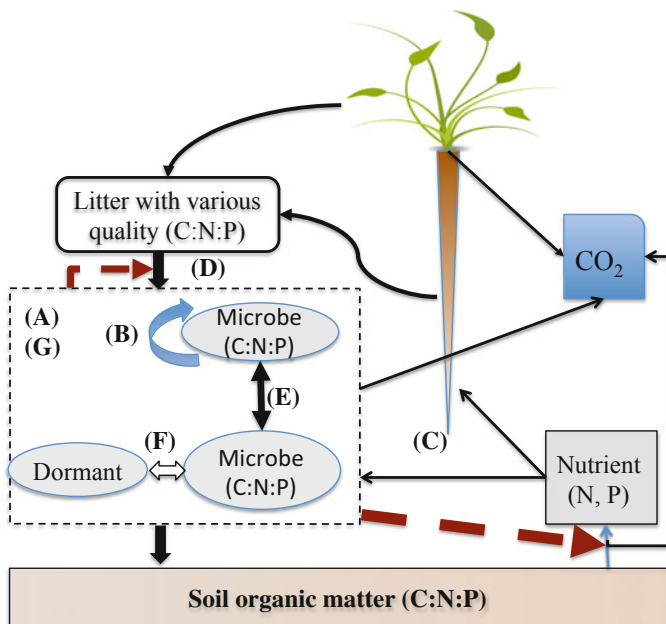 Litter with various
quality (C:N:P)
(D)
CO2
(A)
(G)
(B)
Microbe
(C:N:P)
(E)
(F)
Dormant
Microbe
(C:N:P)
(C)
Nutrient
(N, P)
Soil organic matter (C:N:P)